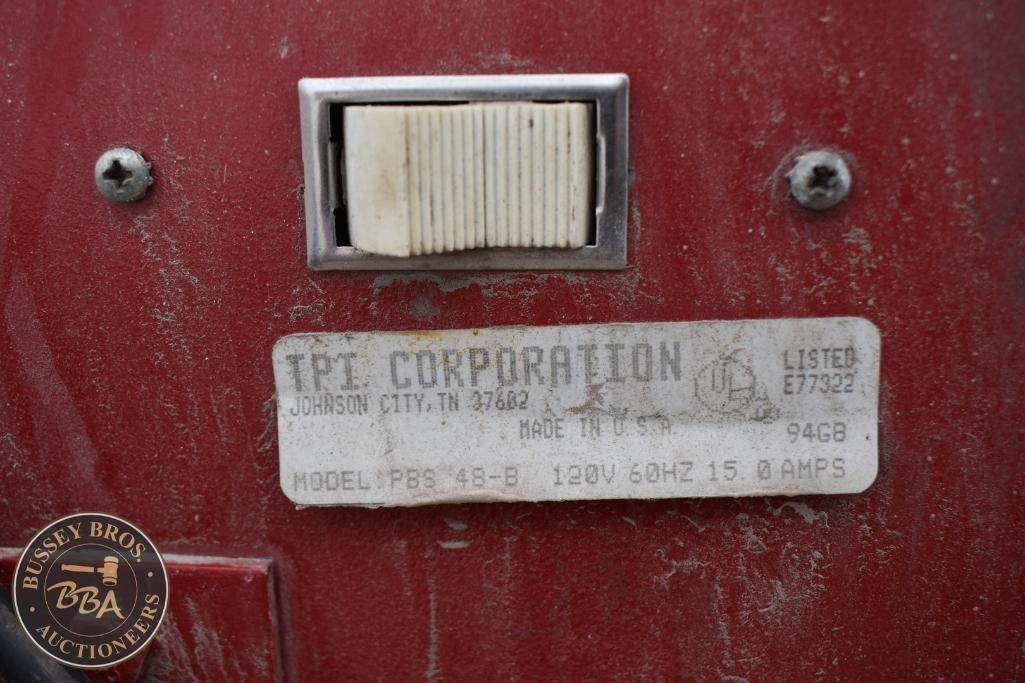 TPI CORPORATION
JOHNSON CITY, TN 37602
MADE IN U.S.A.
UL
LISTED
E77322
94GB
MODEL: PBS 48-B 120V 60HZ 15.0 AMPS
BUSSEY BROS.
BBA
AUCTIONEERS